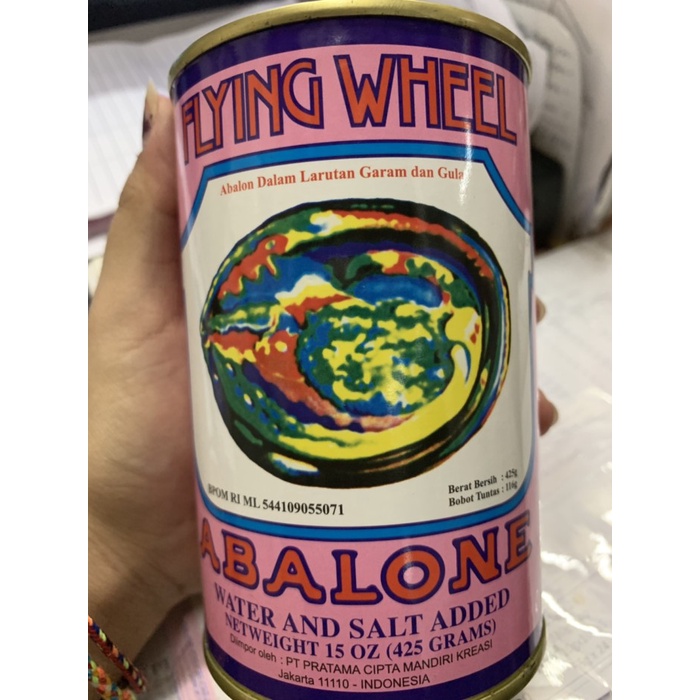 FLYING WHEEL
Abalon Dalam Larutan Garam dan Gula
BPOM RI ML 544109055071
Berat Bersih : 425g
Bobot Tuntas : 116g
ABALONE
WATER AND SALT ADDED
NETWEIGHT 15 OZ (425 GRAMS)
Diimpor oleh : PT PRATAMA CIPTA MANDIRI KREASI
Jakarta 11110 - INDONESIA